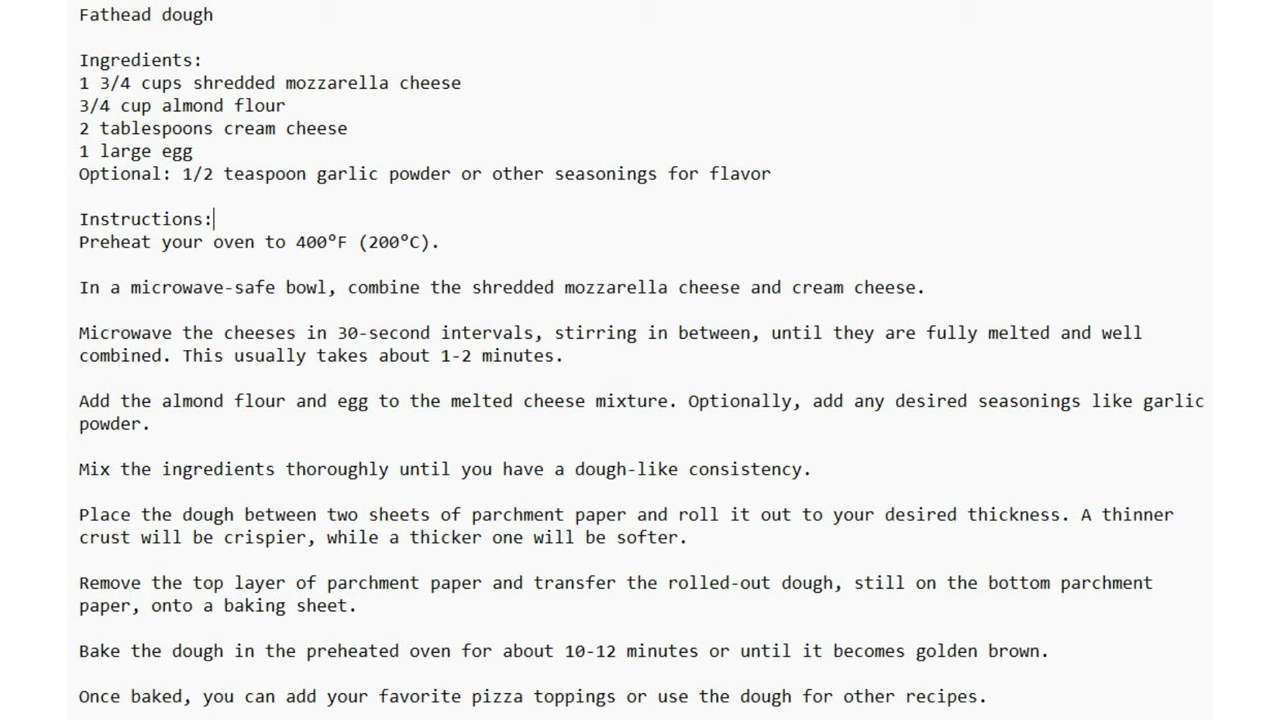 Fathead dough
Ingredients:
1 3/4 cups shredded mozzarella cheese
3/4 cup almond flour
2 tablespoons cream cheese
1 large egg
Optional: 1/2 teaspoon garlic powder or other seasonings for flavor
Instructions:
Preheat your oven to 400°F (200°C).
In a microwave-safe bowl, combine the shredded mozzarella cheese and cream cheese.
Microwave the cheeses in 30-second intervals, stirring in between, until they are fully melted and well
combined. This usually takes about 1-2 minutes.
Add the almond flour and egg to the melted cheese mixture. Optionally, add any desired seasonings like garlic
powder.
Mix the ingredients thoroughly until you have a dough-like consistency.
Place the dough between two sheets of parchment paper and roll it out to your desired thickness. A thinner
crust will be crispier, while a thicker one will be softer.
Remove the top layer of parchment paper and transfer the rolled-out dough, still on the bottom parchment
paper, onto a baking sheet.
Bake the dough in the preheated oven for about 10-12 minutes or until it becomes golden brown.
Once baked, you can add your favorite pizza toppings or use the dough for other recipes.